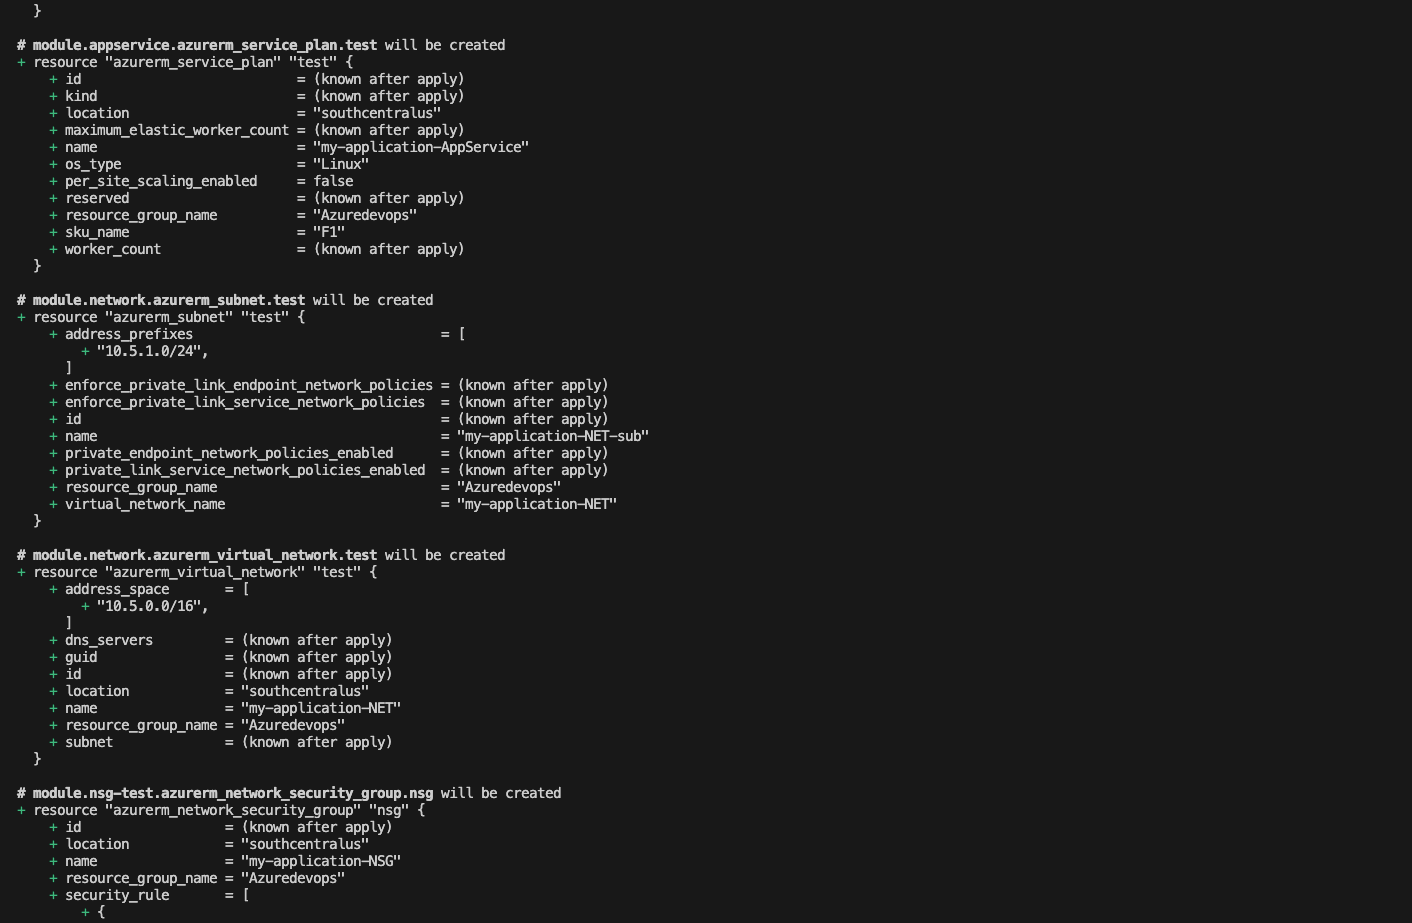 }
# module.appservice.azurerm_service_plan.test will be created
+ resource "azurerm_service_plan" "test" {
+ id = (known after apply)
+ kind = (known after apply)
+ location = "southcentralus"
+ maximum_elastic_worker_count = (known after apply)
+ name = "my-application-AppService"
+ os_type = "Linux"
+ per_site_scaling_enabled = false
+ reserved = (known after apply)
+ resource_group_name = "Azuredevops"
+ sku_name = "F1"
+ worker_count = (known after apply)
}
# module.network.azurerm_subnet.test will be created
+ resource "azurerm_subnet" "test" {
+ address_prefixes = [
+ "10.5.1.0/24",
]
+ enforce_private_link_endpoint_network_policies = (known after apply)
+ enforce_private_link_service_network_policies = (known after apply)
+ id = (known after apply)
+ name = "my-application-NET-sub"
+ private_endpoint_network_policies_enabled = (known after apply)
+ private_link_service_network_policies_enabled = (known after apply)
+ resource_group_name = "Azuredevops"
+ virtual_network_name = "my-application-NET"
}
# module.network.azurerm_virtual_network.test will be created
+ resource "azurerm_virtual_network" "test" {
+ address_space = [
+ "10.5.0.0/16",
]
+ dns_servers = (known after apply)
+ guid = (known after apply)
+ id = (known after apply)
+ location = "southcentralus"
+ name = "my-application-NET"
+ resource_group_name = "Azuredevops"
+ subnet = (known after apply)
}
# module.nsg-test.azurerm_network_security_group.nsg will be created
+ resource "azurerm_network_security_group" "nsg" {
+ id = (known after apply)
+ location = "southcentralus"
+ name = "my-application-NSG"
+ resource_group_name = "Azuredevops"
+ security_rule = [
+ {